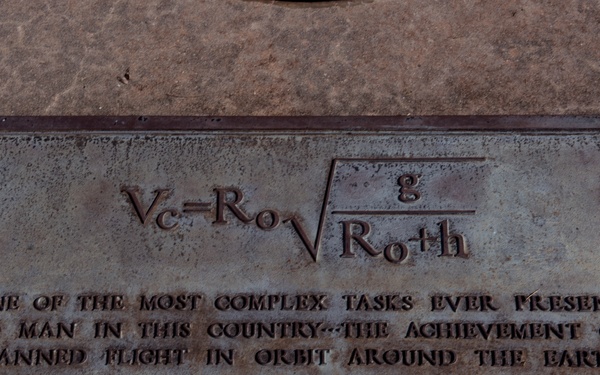 Vc=Ro√g/Ro+h
OF THE MOST COMPLEX TASKS EVER
MAN IN THIS COUNTRY···THE ACHIEVEMENT
FLIGHT IN ORBIT AROUND THE